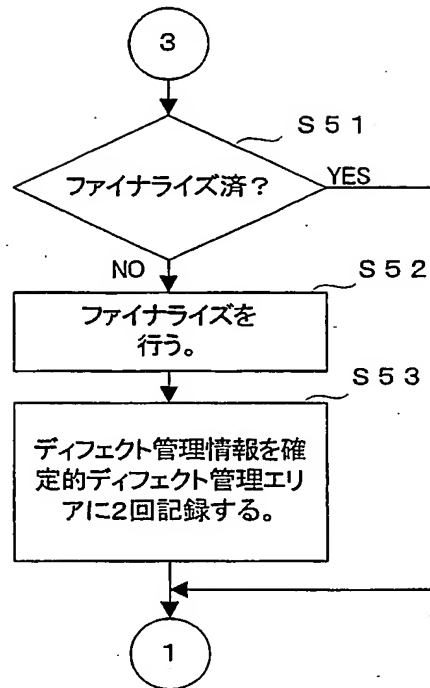 3
S51
ファイナライズ済?
YES
NO
S52
ファイナライズを
行う。
S53
ディフェクト管理情報を確
定的ディフェクト管理エリ
アに2回記録する。
1